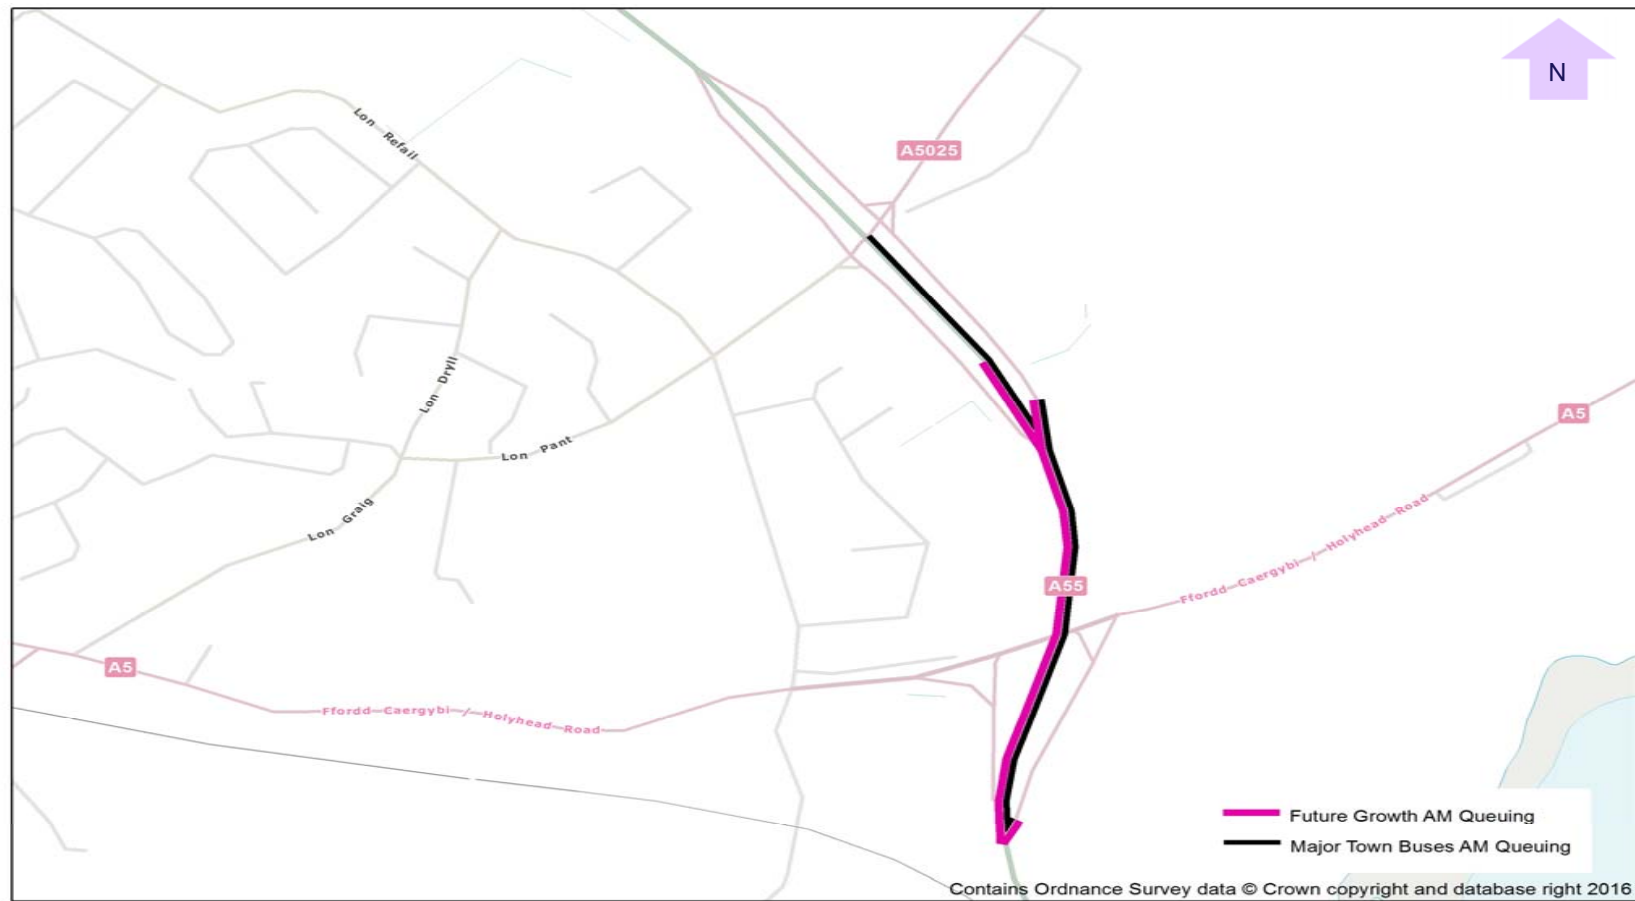 N
Lon Refail
A5025
Lon Dryll
A5
Lon Pant
Ffordd Caergybi / Holyhead Road
Lon Graig
A55
A5
Ffordd Caergybi / Holyhead Road
Future Growth AM Queuing
Major Town Buses AM Queuing
Contains Ordnance Survey data © Crown copyright and database right 2016